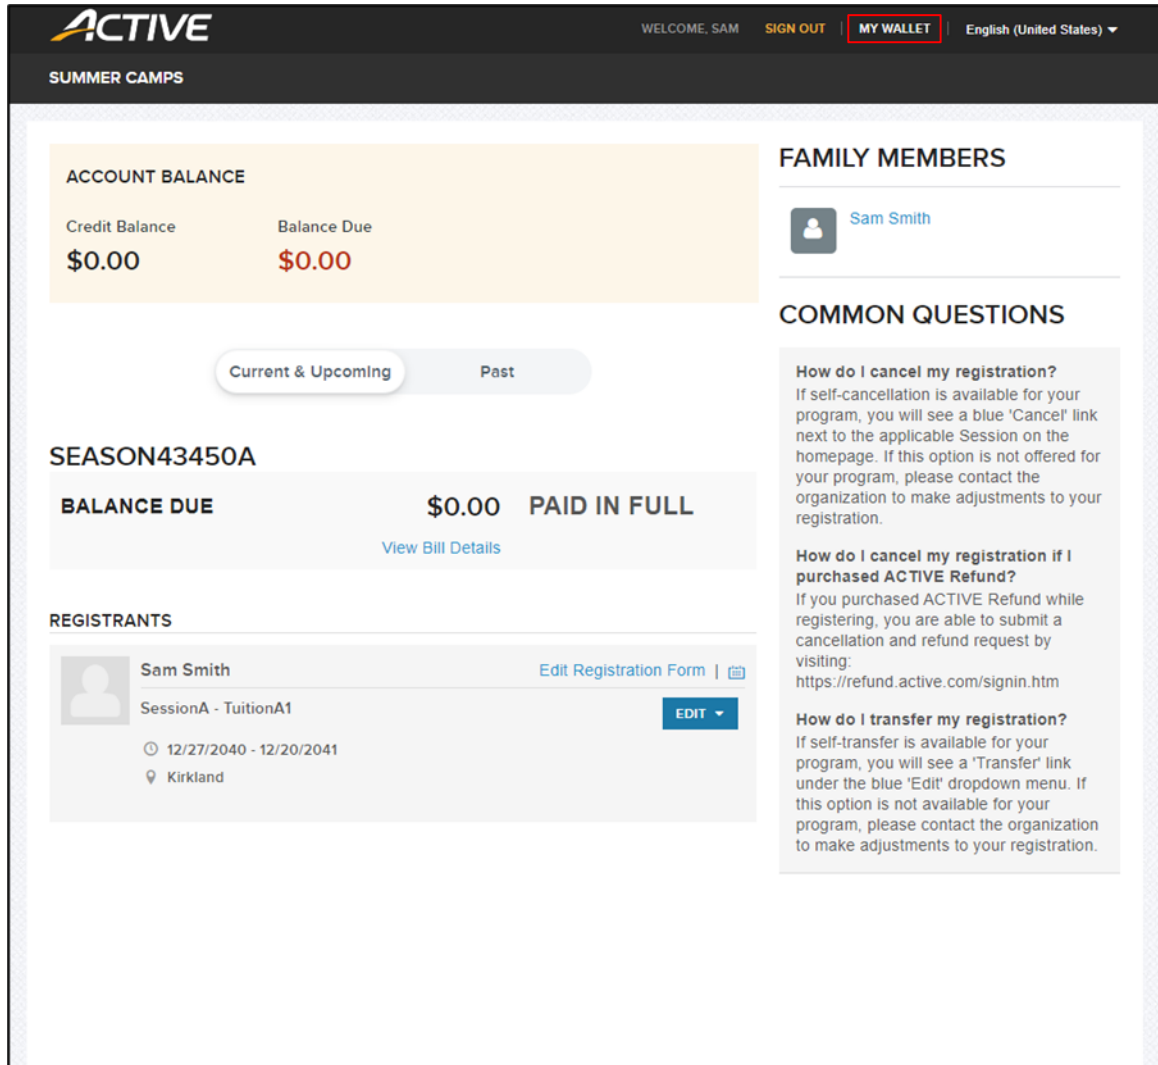 ACTIVE
WELCOME, SAM SIGN OUT | MY WALLET | English (United States)
SUMMER CAMPS
ACCOUNT BALANCE
Credit Balance Balance Due
$0.00 $0.00
Current & Upcoming Past
SEASON43450A
BALANCE DUE $0.00 PAID IN FULL
View Bill Details
REGISTRANTS
Sam Smith Edit Registration Form |
SessionA - TuitionA1 EDIT
12/27/2040 - 12/20/2041
Kirkland
FAMILY MEMBERS
Sam Smith
COMMON QUESTIONS
How do I cancel my registration?
If self-cancellation is available for your
program, you will see a blue 'Cancel' link
next to the applicable Session on the
homepage. If this option is not offered for
your program, please contact the
organization to make adjustments to your
registration.
How do I cancel my registration if I
purchased ACTIVE Refund?
If you purchased ACTIVE Refund while
registering, you are able to submit a
cancellation and refund request by
visiting:
https://refund.active.com/signin.htm
How do I transfer my registration?
If self-transfer is available for your
program, you will see a 'Transfer' link
under the blue 'Edit' dropdown menu. If
this option is not available for your
program, please contact the organization
to make adjustments to your registration.